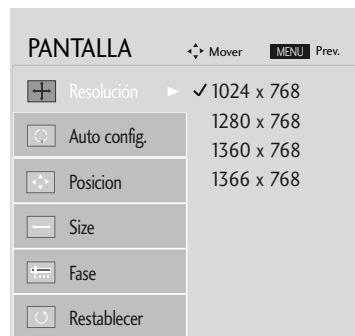 PANTALLA
Mover MENU Prev.
Resolución
1024 x 768
1280 x 768
1360 x 768
1366 x 768
Auto config.
Posicion
Size
Fase
Restablecer